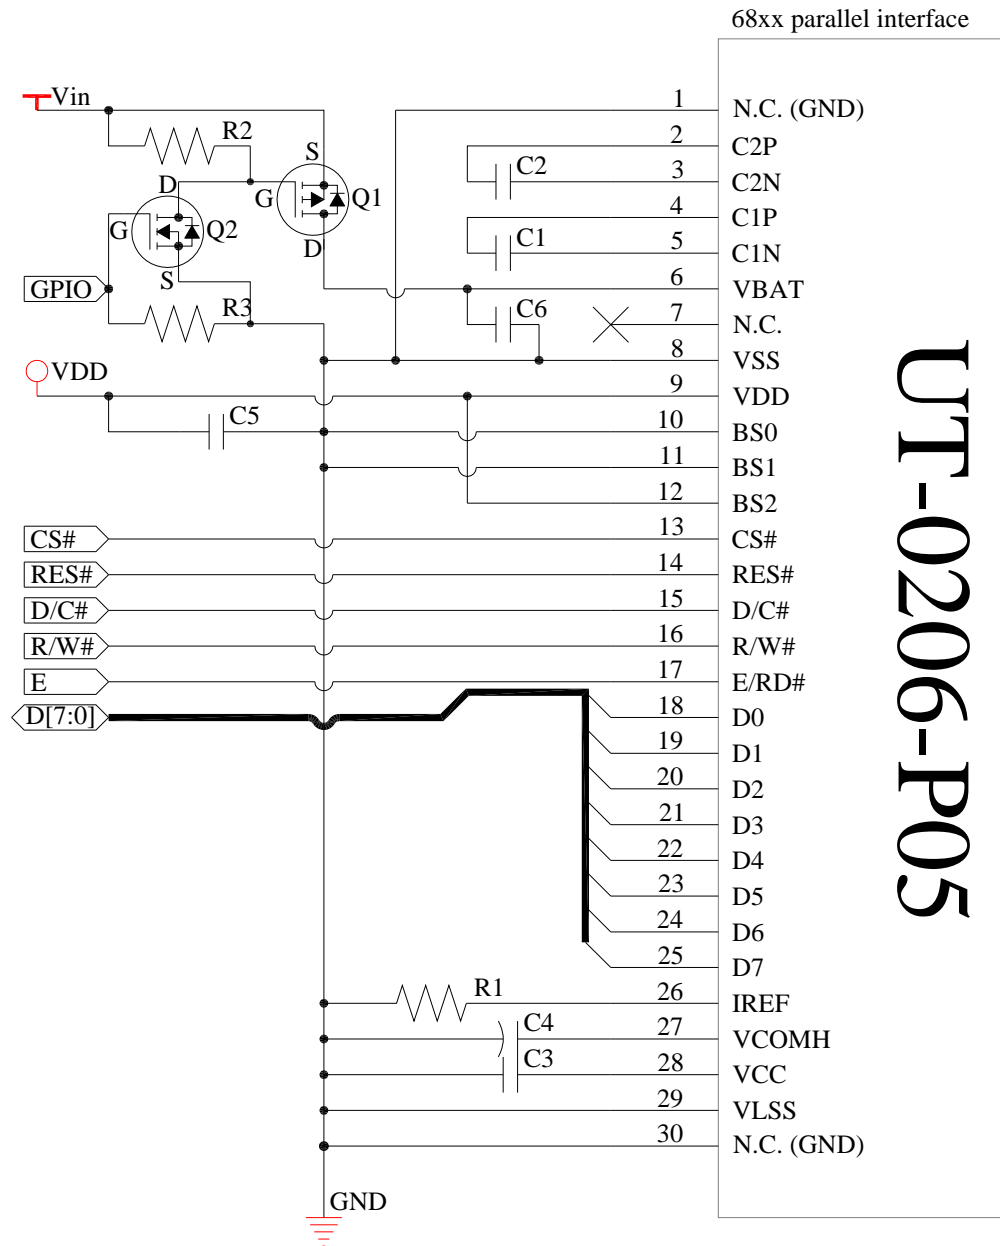 68xx parallel interface
Vin
R2
S
G
Q1
D
D
G
Q2
S
GPIO
R3
VDD
C5
C2
C1
C6
1 N.C. (GND)
2 C2P
3 C2N
4 C1P
5 C1N
6 VBAT
7 N.C.
8 VSS
9 VDD
10 BS0
11 BS1
12 BS2
CS# 13 CS#
RES# 14 RES#
D/C# 15 D/C#
R/W# 16 R/W#
E 17 E/RD#
D[7:0] 18 D0
19 D1
20 D2
21 D3
22 D4
23 D5
24 D6
25 D7
R1 26 IREF
C4 27 VCOMH
C3 28 VCC
29 VLSS
30 N.C. (GND)
GND
UT-0206-P05